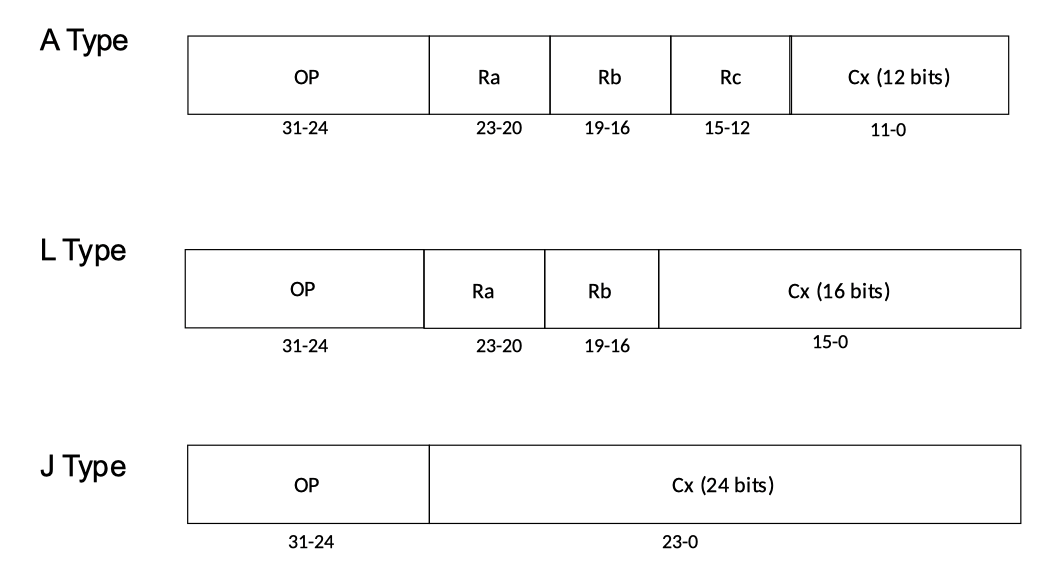 A Type
OP Ra Rb Rc Cx (12 bits)
31-24 23-20 19-16 15-12 11-0
L Type
OP Ra Rb Cx (16 bits)
31-24 23-20 19-16 15-0
J Type
OP Cx (24 bits)
31-24 23-0